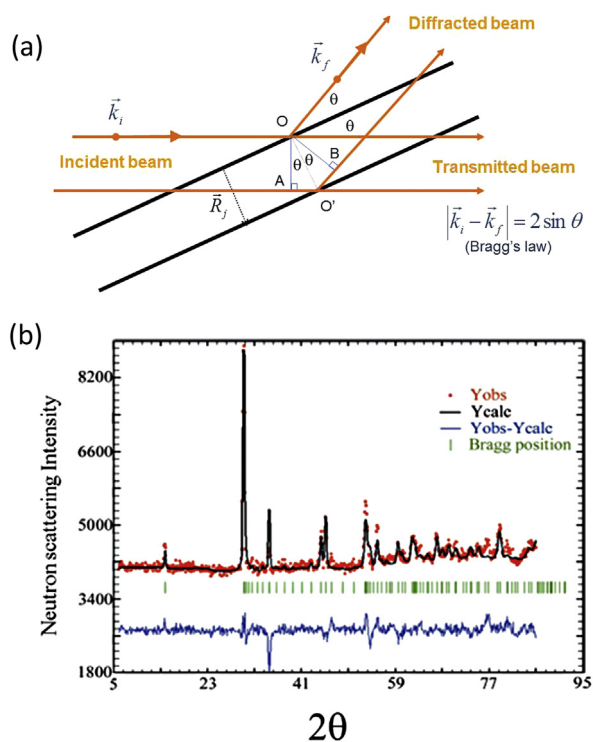 (a)
Diffracted beam
k⃗f
θ
O
θ
k⃗i
Incident beam
θ θ B
A
Transmitted beam
R⃗j
O'
|k⃗i − k⃗f| = 2 sin θ
(Bragg's law)
(b)
Neutron scattering Intensity
8200
6600
5000
3400
1800
Yobs
Ycalc
Yobs-Ycalc
Bragg position
5 23 41 59 77 95
2θ